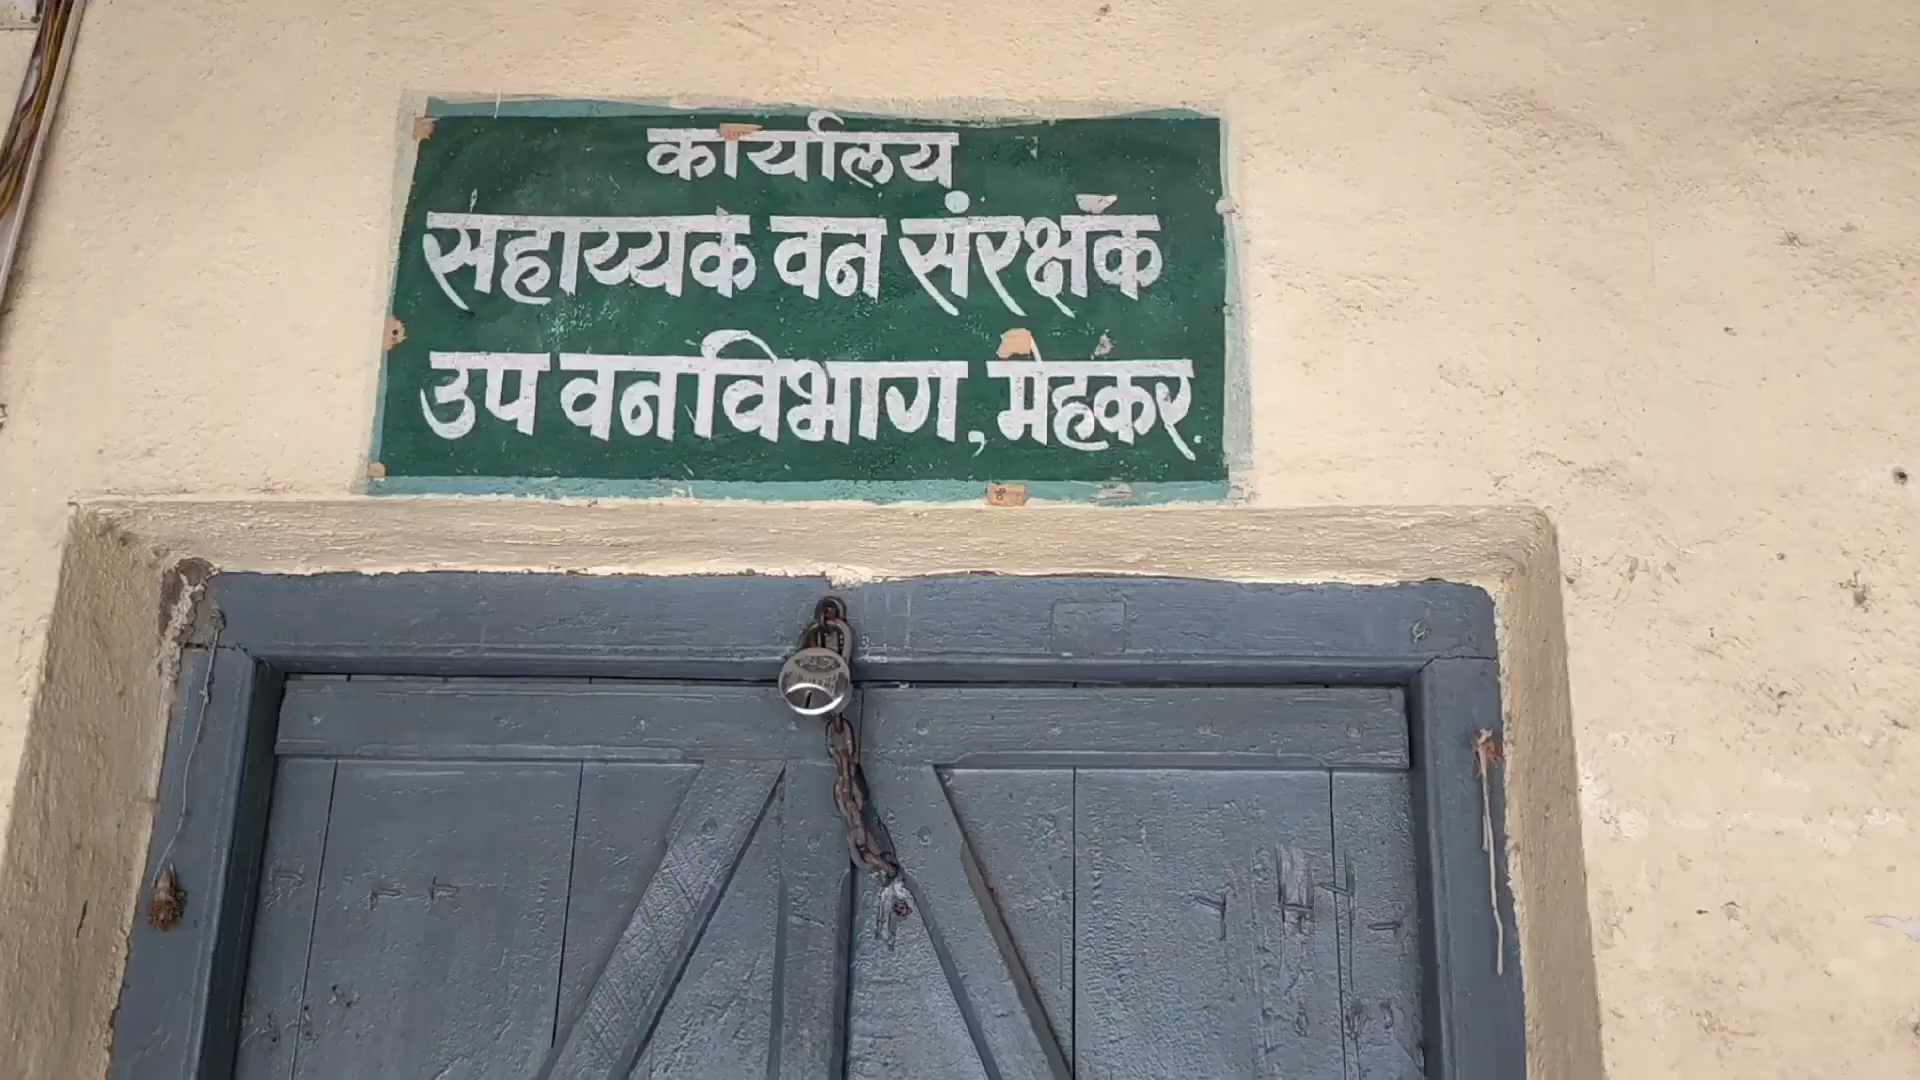 कार्यालय
सहाय्यक वन संरक्षक
उप वनविभाग, मेहकर.